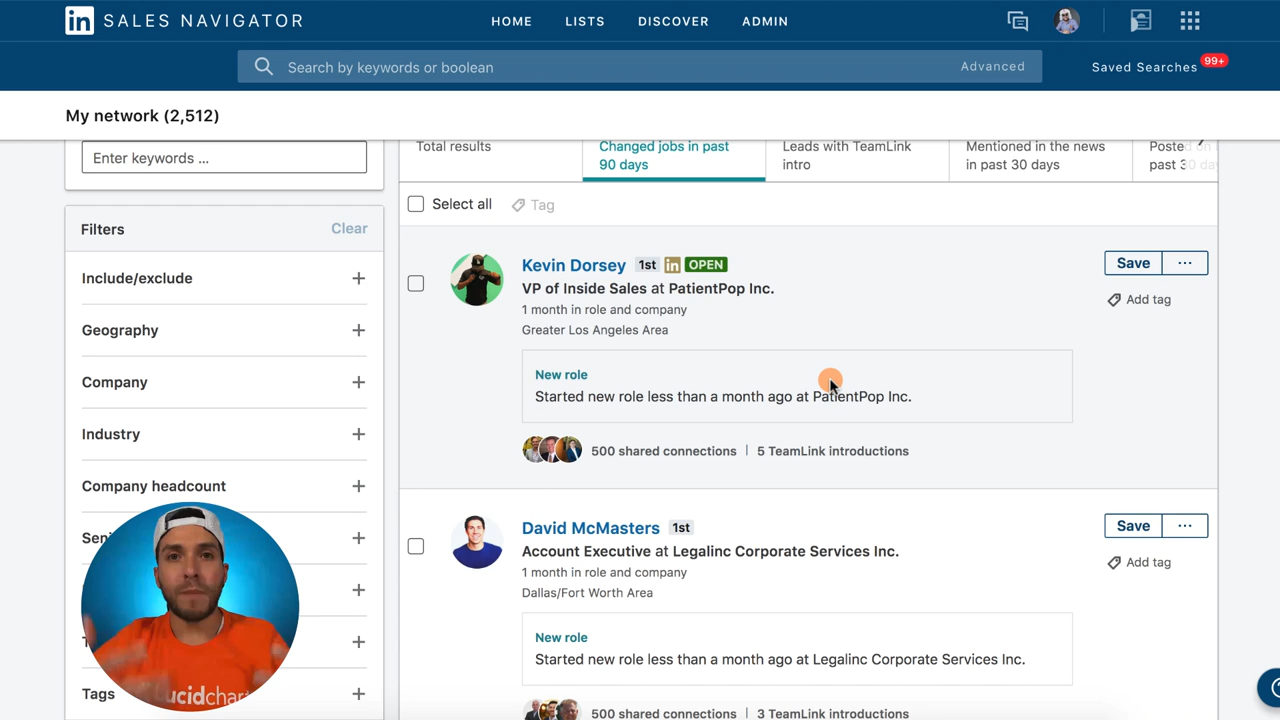 in SALES NAVIGATOR
HOME LISTS DISCOVER ADMIN
Search by keywords or boolean Advanced
Saved Searches 99+
My network (2,512)
Enter keywords ...
Filters Clear
Include/exclude +
Geography +
Company +
Industry +
Company headcount +
Tags
ucidchar
Total results
Changed jobs in past
90 days
Leads with TeamLink
intro
Mentioned in the news
in past 30 days
Posted on
past 30 days
Select all Tag
Kevin Dorsey 1st in OPEN
VP of Inside Sales at PatientPop Inc.
1 month in role and company
Greater Los Angeles Area
New role
Started new role less than a month ago at PatientPop Inc.
500 shared connections | 5 TeamLink introductions
Save ...
Add tag
David McMasters 1st
Account Executive at Legalinc Corporate Services Inc.
1 month in role and company
Dallas/Fort Worth Area
New role
Started new role less than a month ago at Legalinc Corporate Services Inc.
500 shared connections | 3 TeamLink introductions
Save ...
Add tag